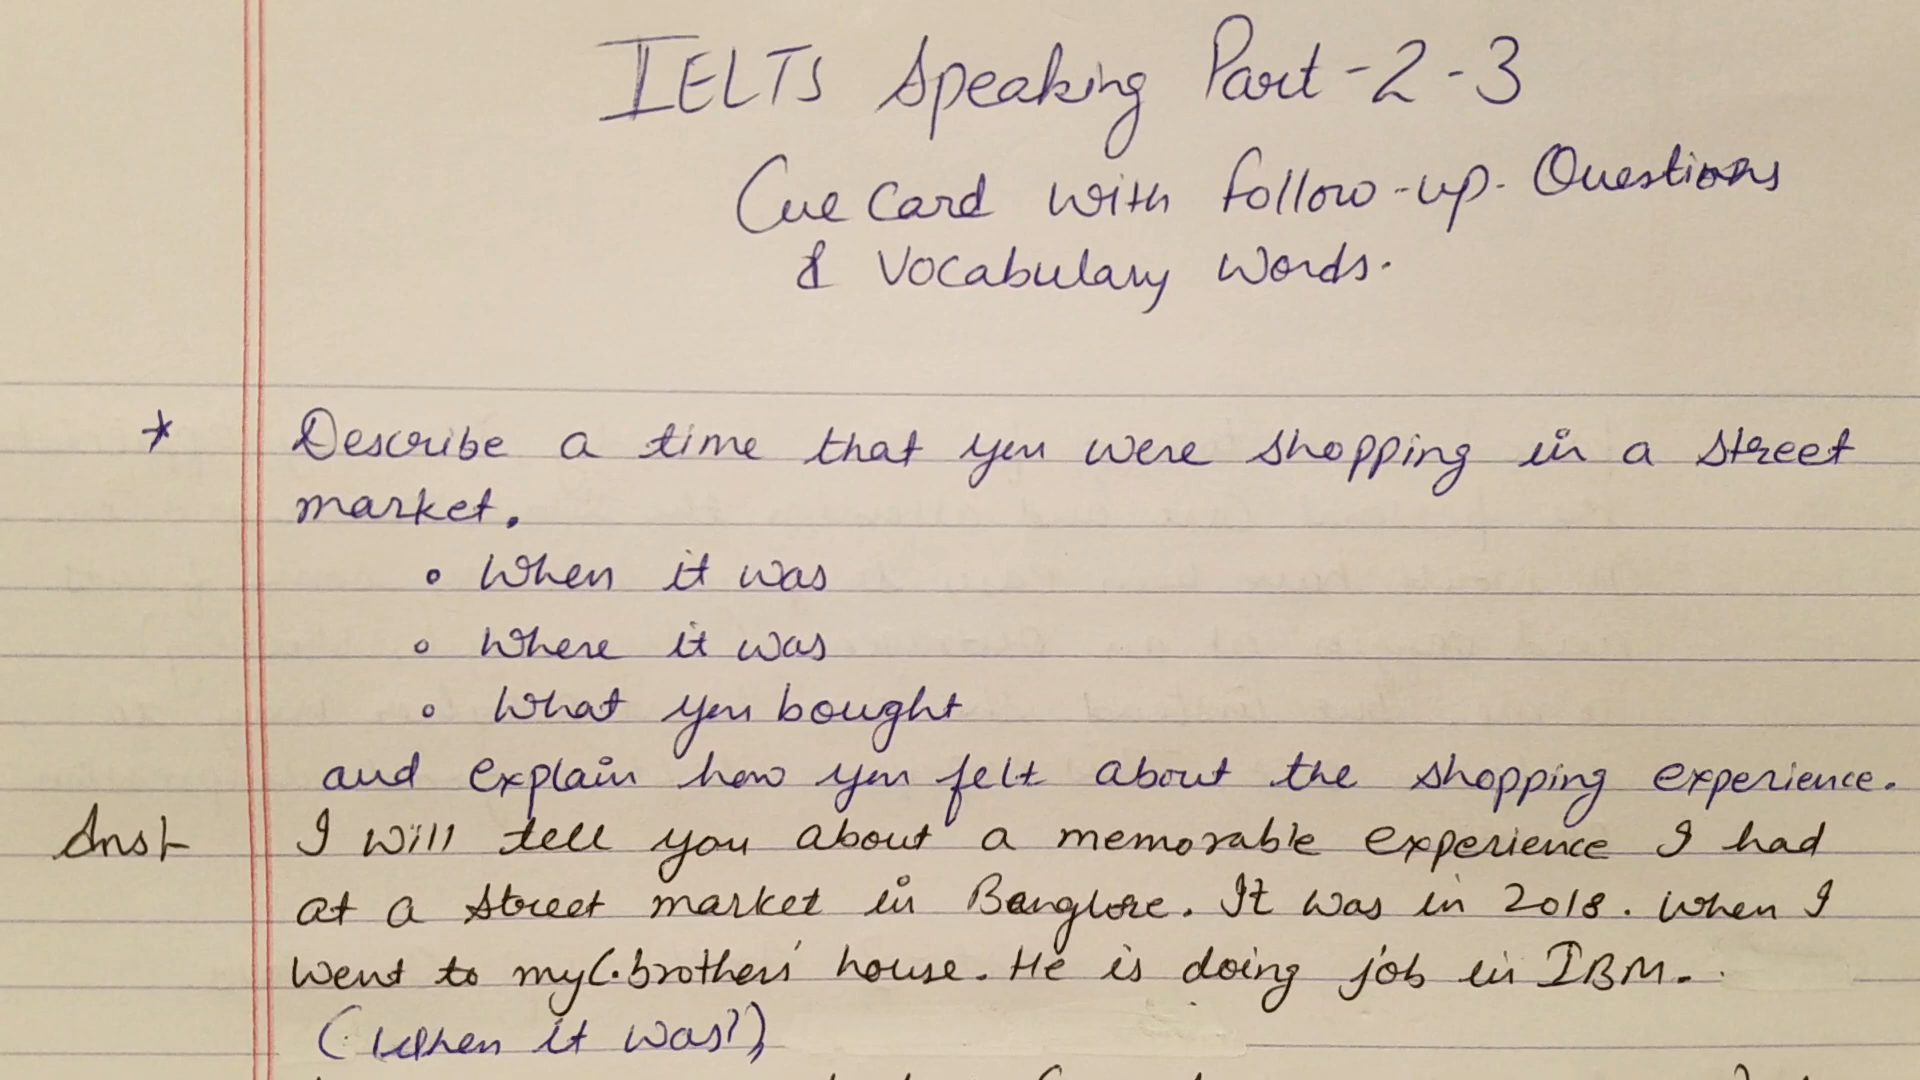 IELTS Speaking Part-2-3
Cue Card with follow-up-Questions
& Vocabulary words.
* Describe a time that you were shopping in a street
market.
• When it was
• Where it was
• What you bought
and explain how you felt about the shopping experience.
Ans:- I will tell you about a memorable experience I had
at a street market in Banglore. It was in 2018. when I
went to my C.brothers' house. He is doing job in IBM.
(When it was?)